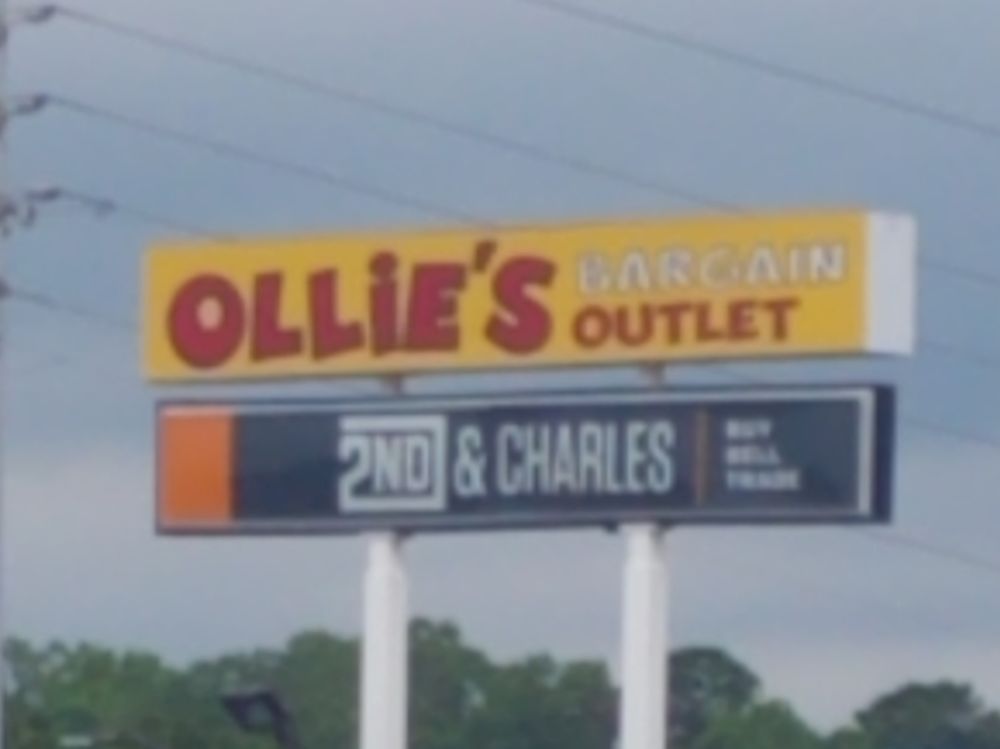 OLLiE'S BARGAIN
OUTLET
2ND & CHARLES
BUY
SELL
TRADE